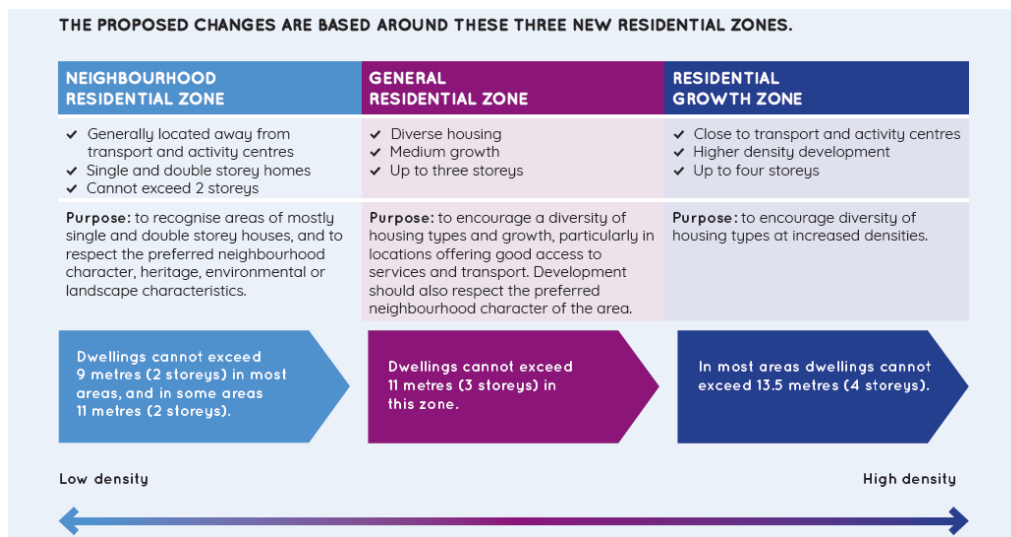 THE PROPOSED CHANGES ARE BASED AROUND THESE THREE NEW RESIDENTIAL ZONES.
NEIGHBOURHOOD
RESIDENTIAL ZONE
✓ Generally located away from
transport and activity centres
✓ Single and double storey homes
✓ Cannot exceed 2 storeys
Purpose: to recognise areas of mostly
single and double storey houses, and to
respect the preferred neighbourhood
character, heritage, environmental or
landscape characteristics.
Dwellings cannot exceed
9 metres (2 storeys) in most
areas, and in some areas
11 metres (2 storeys).
GENERAL
RESIDENTIAL ZONE
✓ Diverse housing
✓ Medium growth
✓ Up to three storeys
Purpose: to encourage a diversity of
housing types and growth, particularly in
locations offering good access to
services and transport. Development
should also respect the preferred
neighbourhood character of the area.
Dwellings cannot exceed
11 metres (3 storeys) in
this zone.
RESIDENTIAL
GROWTH ZONE
✓ Close to transport and activity centres
✓ Higher density development
✓ Up to four storeys
Purpose: to encourage diversity of
housing types at increased densities.
In most areas dwellings cannot
exceed 13.5 metres (4 storeys).
Low density
High density